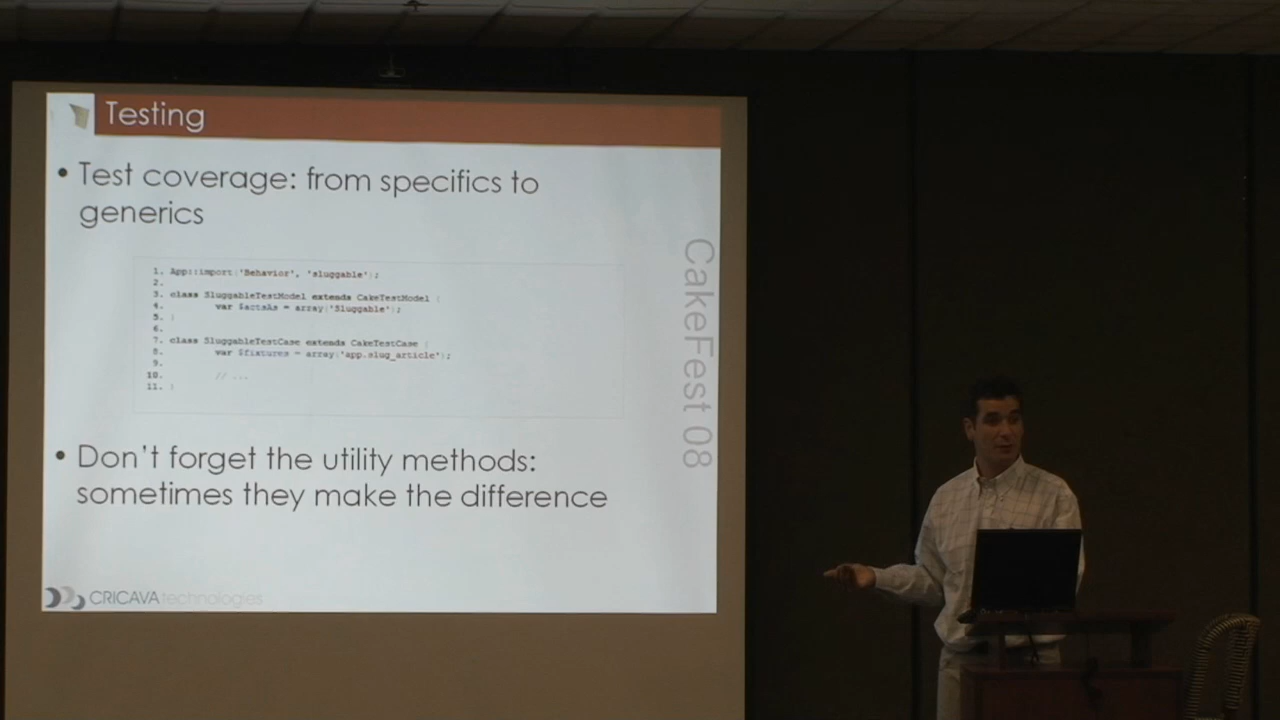 Testing
• Test coverage: from specifics to
generics
1. App::import('Behavior', 'sluggable');
2.
3. class SluggableTestModel extends CakeTestModel {
4. var $actsAs = array('Sluggable');
5. }
6.
7. class SluggableTestCase extends CakeTestCase {
8. var $fixtures = array('app.slug_article');
9.
10. // ...
11. }
• Don't forget the utility methods:
sometimes they make the difference
CakeFest 08
CRICAVA technologies